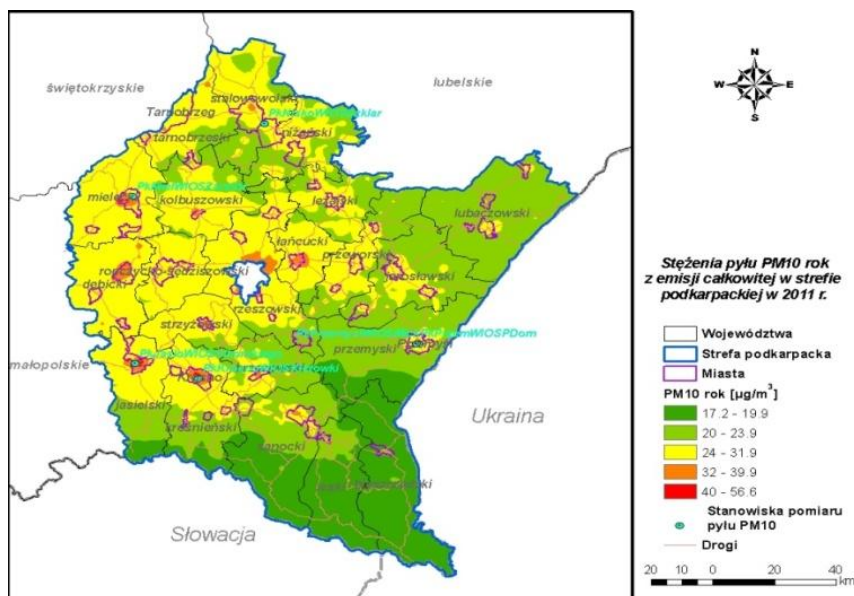 świętokrzyskie
lubelskie
stalowowolski
Tarnobrzeg
niżański
tarnobrzeski
mielecki
kolbuszowski
leżajski
lubaczowski
łańcucki
przeworski
ropczycko-sędziszowski
jarosławski
dębicki
rzeszowski
strzyżowski
przemyski
małopolskie
jasielski
krośnieński
sanocki
Ukraina
Słowacja
N
W
E
S
Stężenia pyłu PM10 rok
z emisji całkowitej w strefie
podkarpackiej w 2011 r.
Województwa
Strefa podkarpacka
Miasta
PM10 rok [µg/m³]
17.2 - 19.9
20 - 23.9
24 - 31.9
32 - 39.9
40 - 56.6
Stanowiska pomiaru
pyłu PM10
Drogi
20 10 0 20 40
km